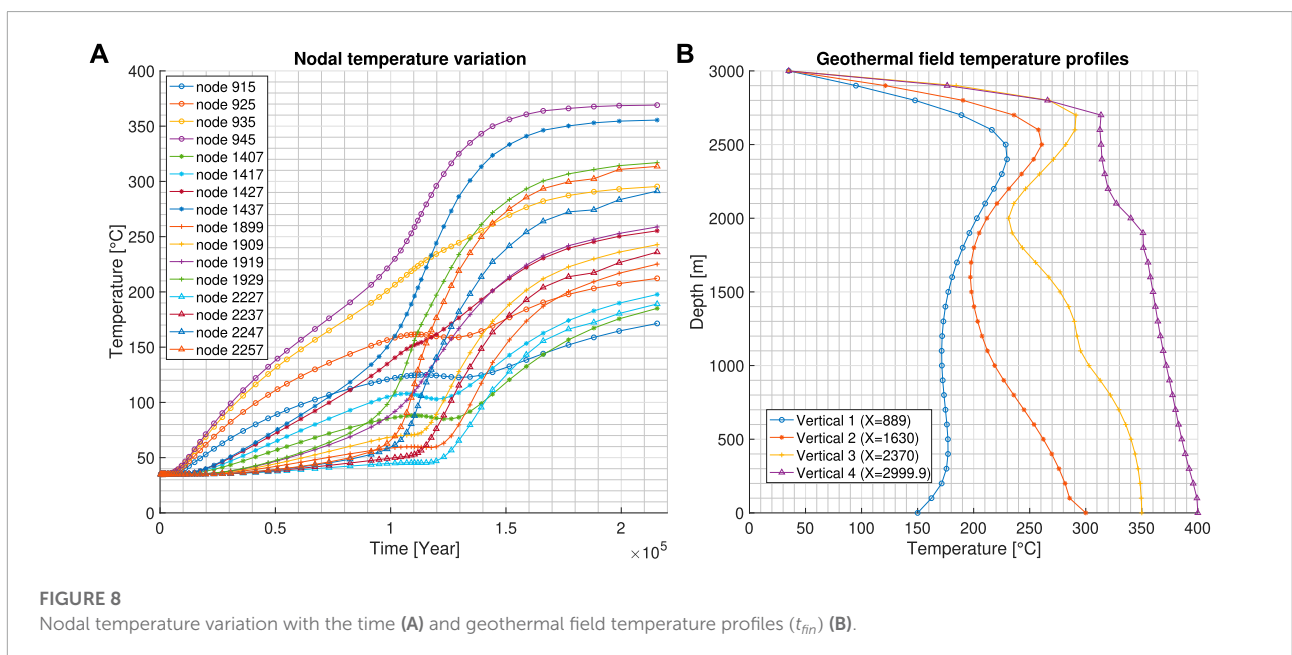 A
Nodal temperature variation
400
350
300
250
200
150
100
50
0
Temperature [°C]
node 915
node 925
node 935
node 945
node 1407
node 1417
node 1427
node 1437
node 1899
node 1909
node 1919
node 1929
node 2227
node 2237
node 2247
node 2257
0 0.5 1 1.5 2
Time [Year]
×10^5
B
Geothermal field temperature profiles
3000
2500
2000
1500
1000
500
0
Depth [m]
Vertical 1 (X=889)
Vertical 2 (X=1630)
Vertical 3 (X=2370)
Vertical 4 (X=2999.9)
0 50 100 150 200 250 300 350 400
Temperature [°C]
FIGURE 8
Nodal temperature variation with the time (A) and geothermal field temperature profiles (t_fin) (B).